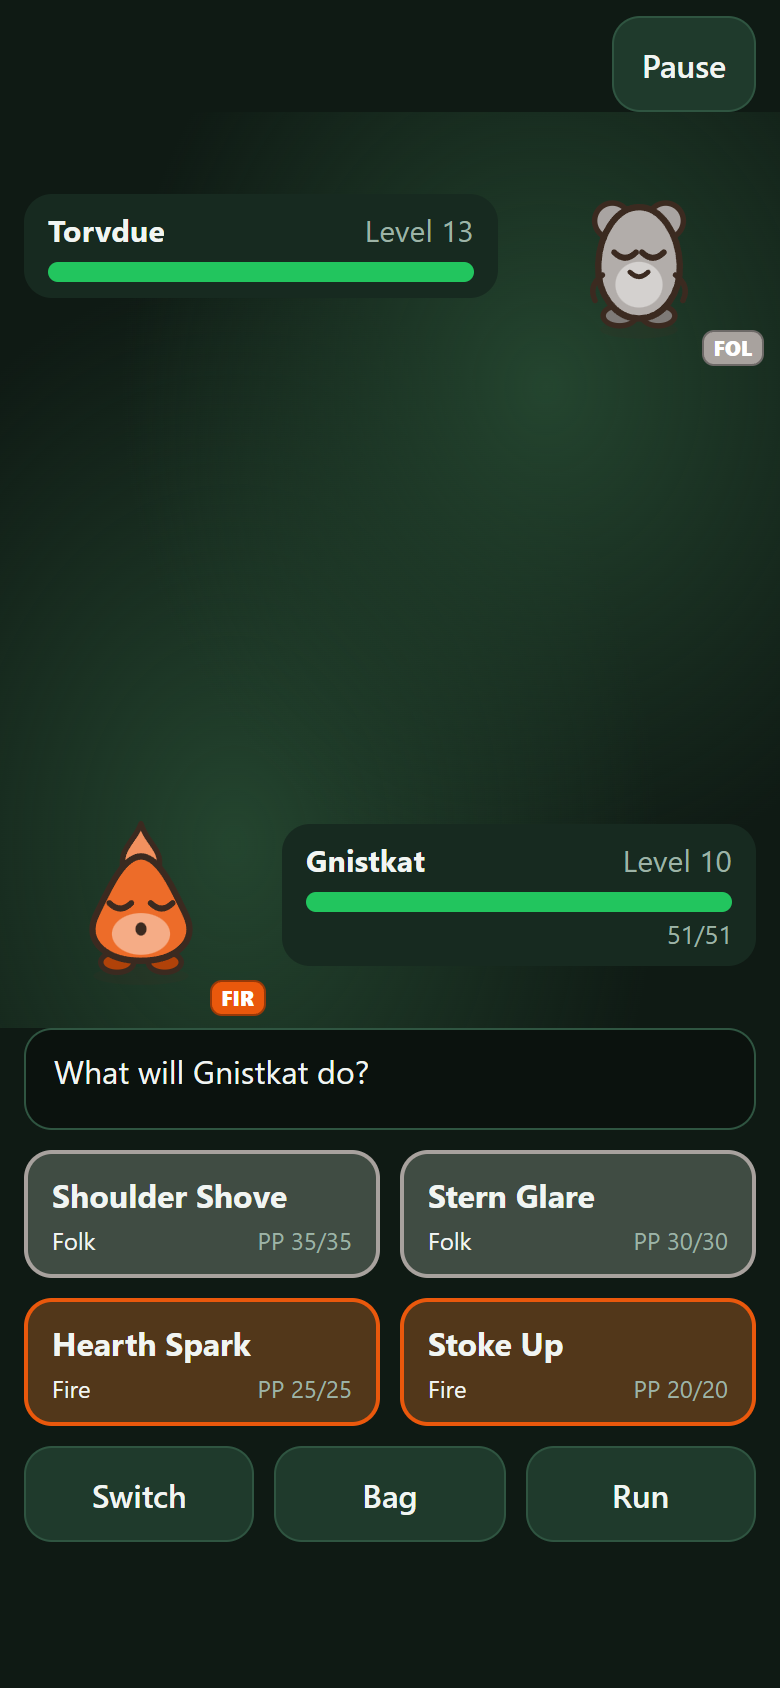 Pause
Torvdue Level 13
FOL
Gnistkat Level 10
51/51
FIR
What will Gnistkat do?
Shoulder Shove
Folk PP 35/35
Stern Glare
Folk PP 30/30
Hearth Spark
Fire PP 25/25
Stoke Up
Fire PP 20/20
Switch
Bag
Run